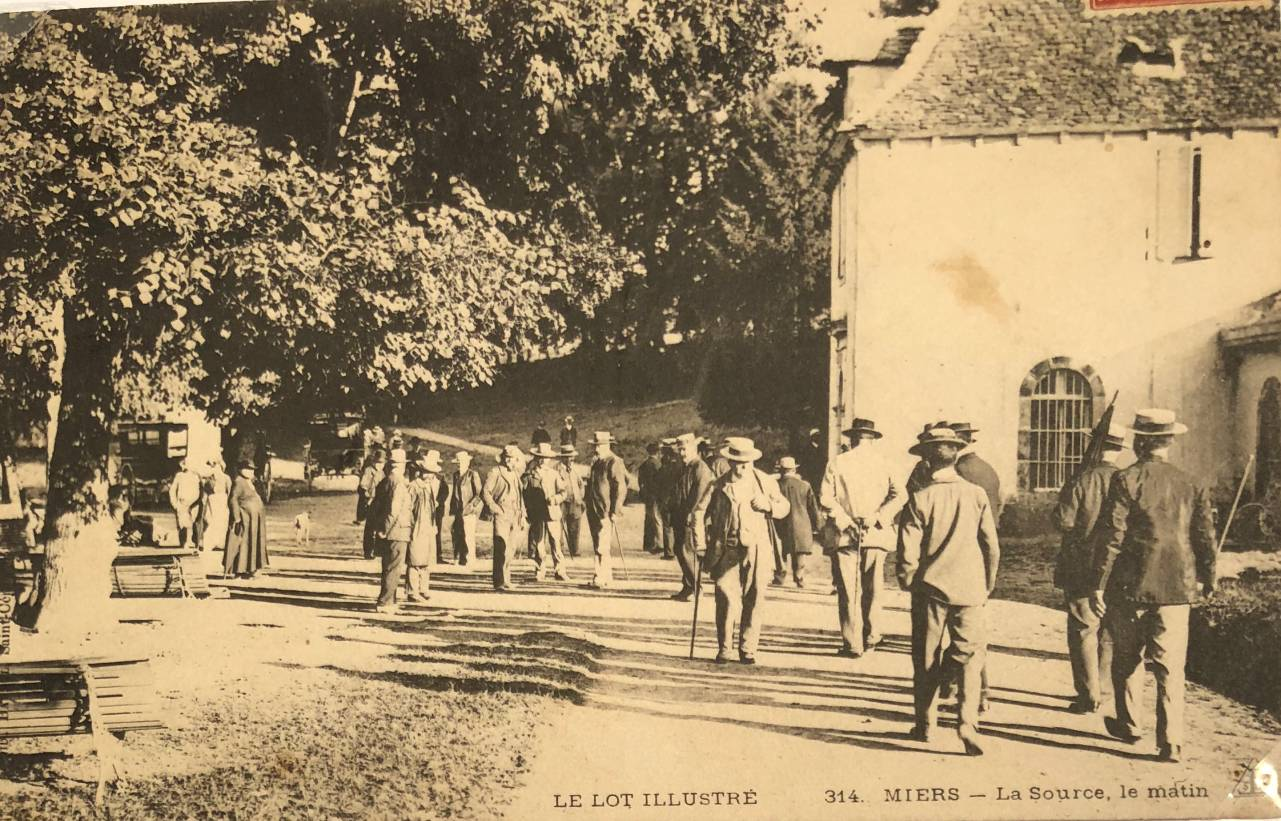 LE LOT ILLUSTRÉ 314. MIERS — La Source, le matin